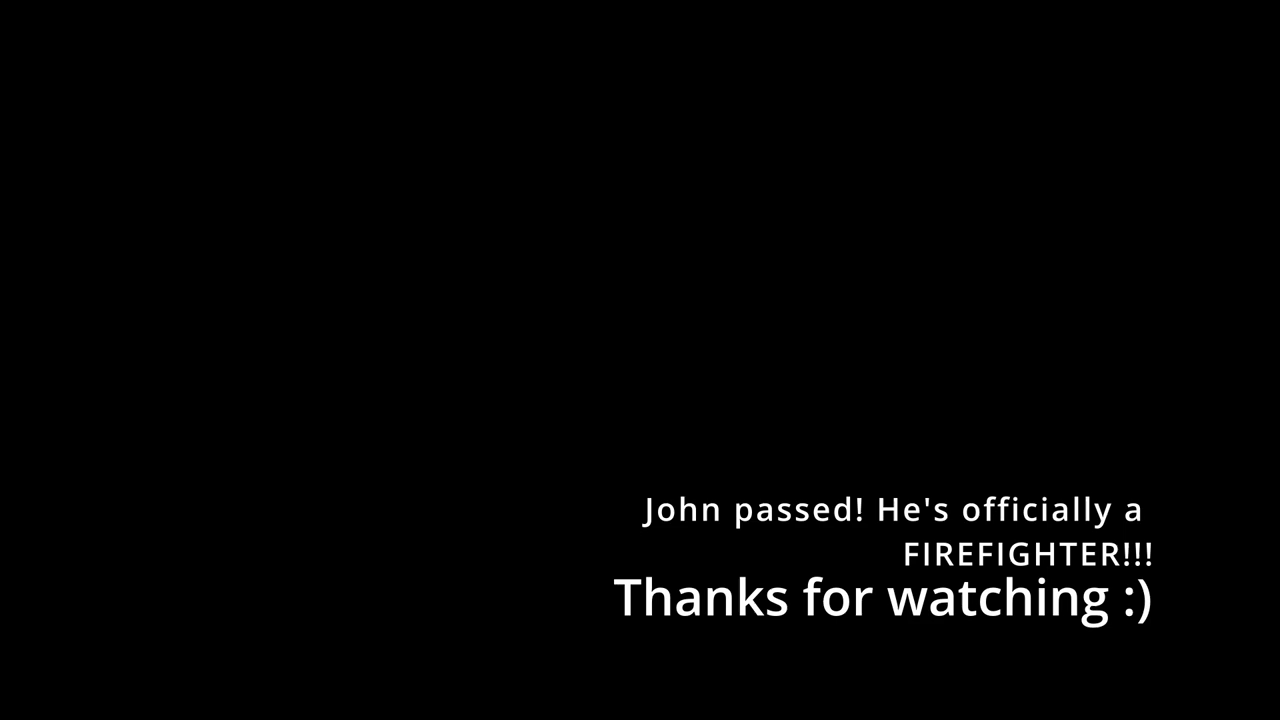 John passed! He's officially a
FIREFIGHTER!!!
Thanks for watching :)